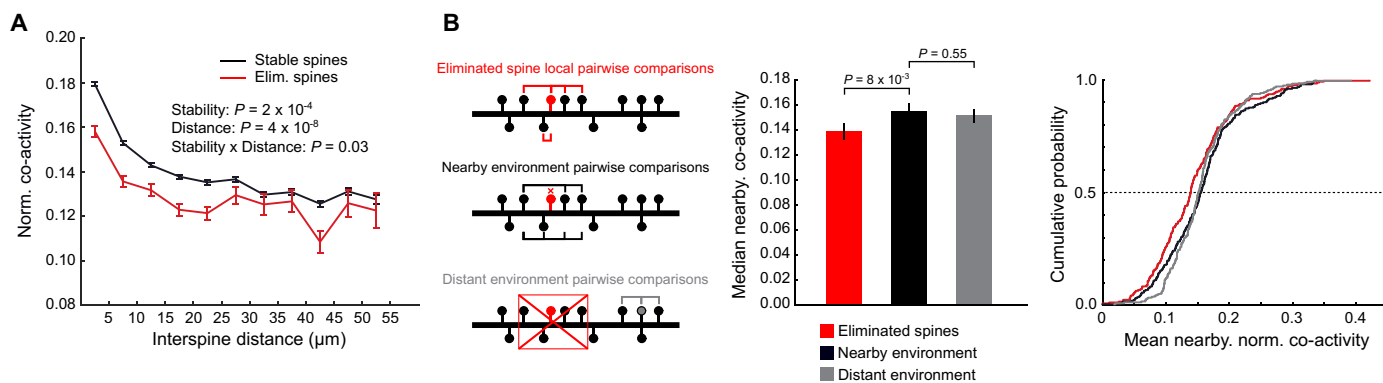 A
Norm. co-activity
0.20
0.18
0.16
0.14
0.12
0.10
0.08
Stable spines
Elim. spines
Stability: P = 2 x 10-4
Distance: P = 4 x 10-8
Stability x Distance: P = 0.03
5 10 15 20 25 30 35 40 45 50 55
Interspine distance (µm)
B
Eliminated spine local pairwise comparisons
Nearby environment pairwise comparisons
×
Distant environment pairwise comparisons
Median nearby. co-activity
0.18
0.16
0.14
0.12
0.10
0.08
0.06
0.04
0.02
0.00
P = 8 x 10-3
P = 0.55
Eliminated spines
Nearby environment
Distant environment
Cumulative probability
1.0
0.5
0.0
0 0.1 0.2 0.3 0.4
Mean nearby. norm. co-activity